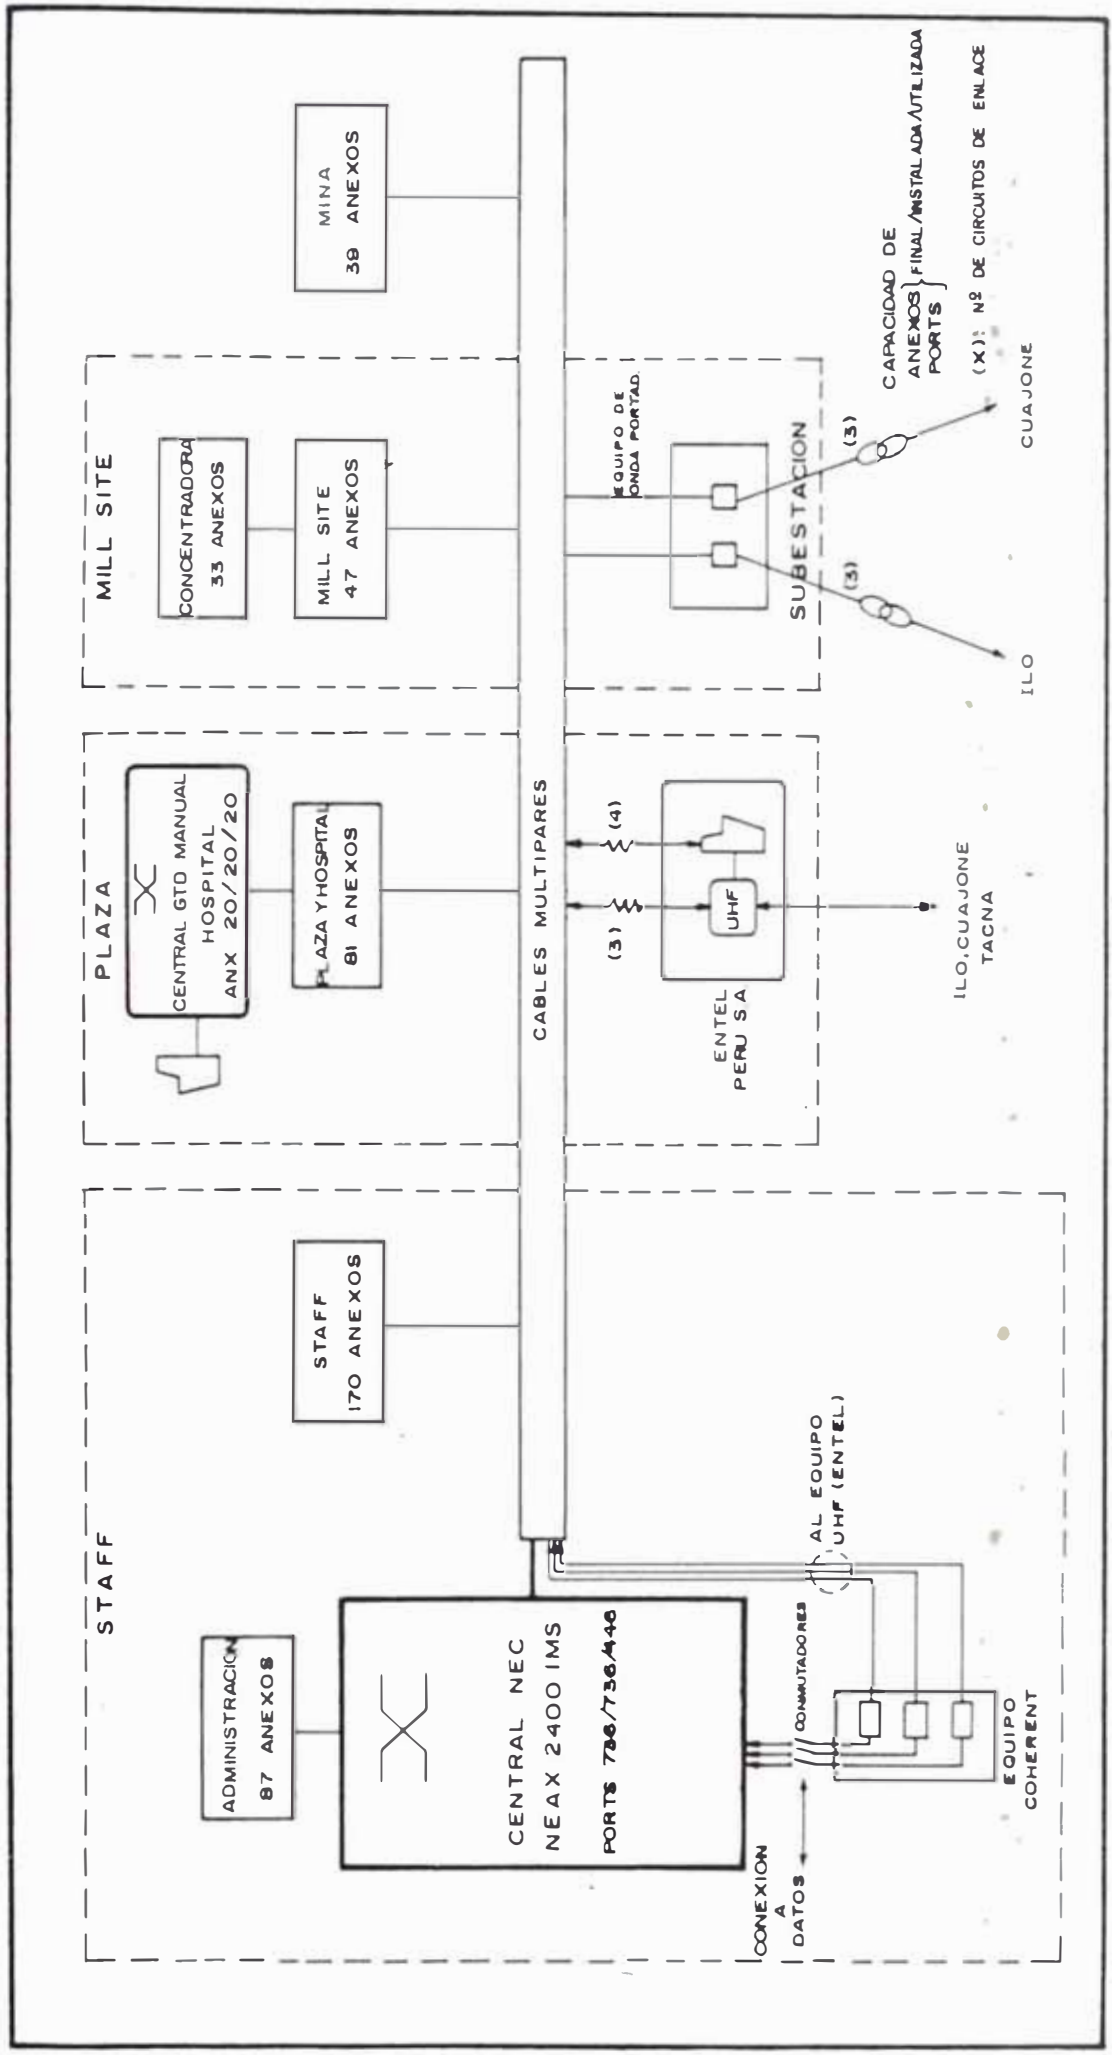 STAFF
ADMINISTRACION
87 ANEXOS
CENTRAL NEC
NEAX 2400 IMS
PORTS 736/736/446
STAFF
170 ANEXOS
CONEXION
A
DATOS
CONMUTADORES
AL EQUIPO
UHF (ENTEL)
EQUIPO
COHERENT
PLAZA
CENTRAL GTD MANUAL
HOSPITAL
ANX 20/20/20
PLAZA Y HOSPITAL
81 ANEXOS
CABLES MULTIPARES
(3)
(4)
UHF
ENTEL
PERU S A
ILO, CUAJONE
TACNA
MILL SITE
CONCENTRADORA
33 ANEXOS
MILL SITE
47 ANEXOS
EQUIPO DE
ONDA PORTAD.
SUBESTACION
(3)
(3)
ILO
CUAJONE
MINA
39 ANEXOS
CAPACIDAD DE
ANEXOS } FINAL/INSTALADA/UTILIZADA
PORTS
(X): Nº DE CIRCUITOS DE ENLACE